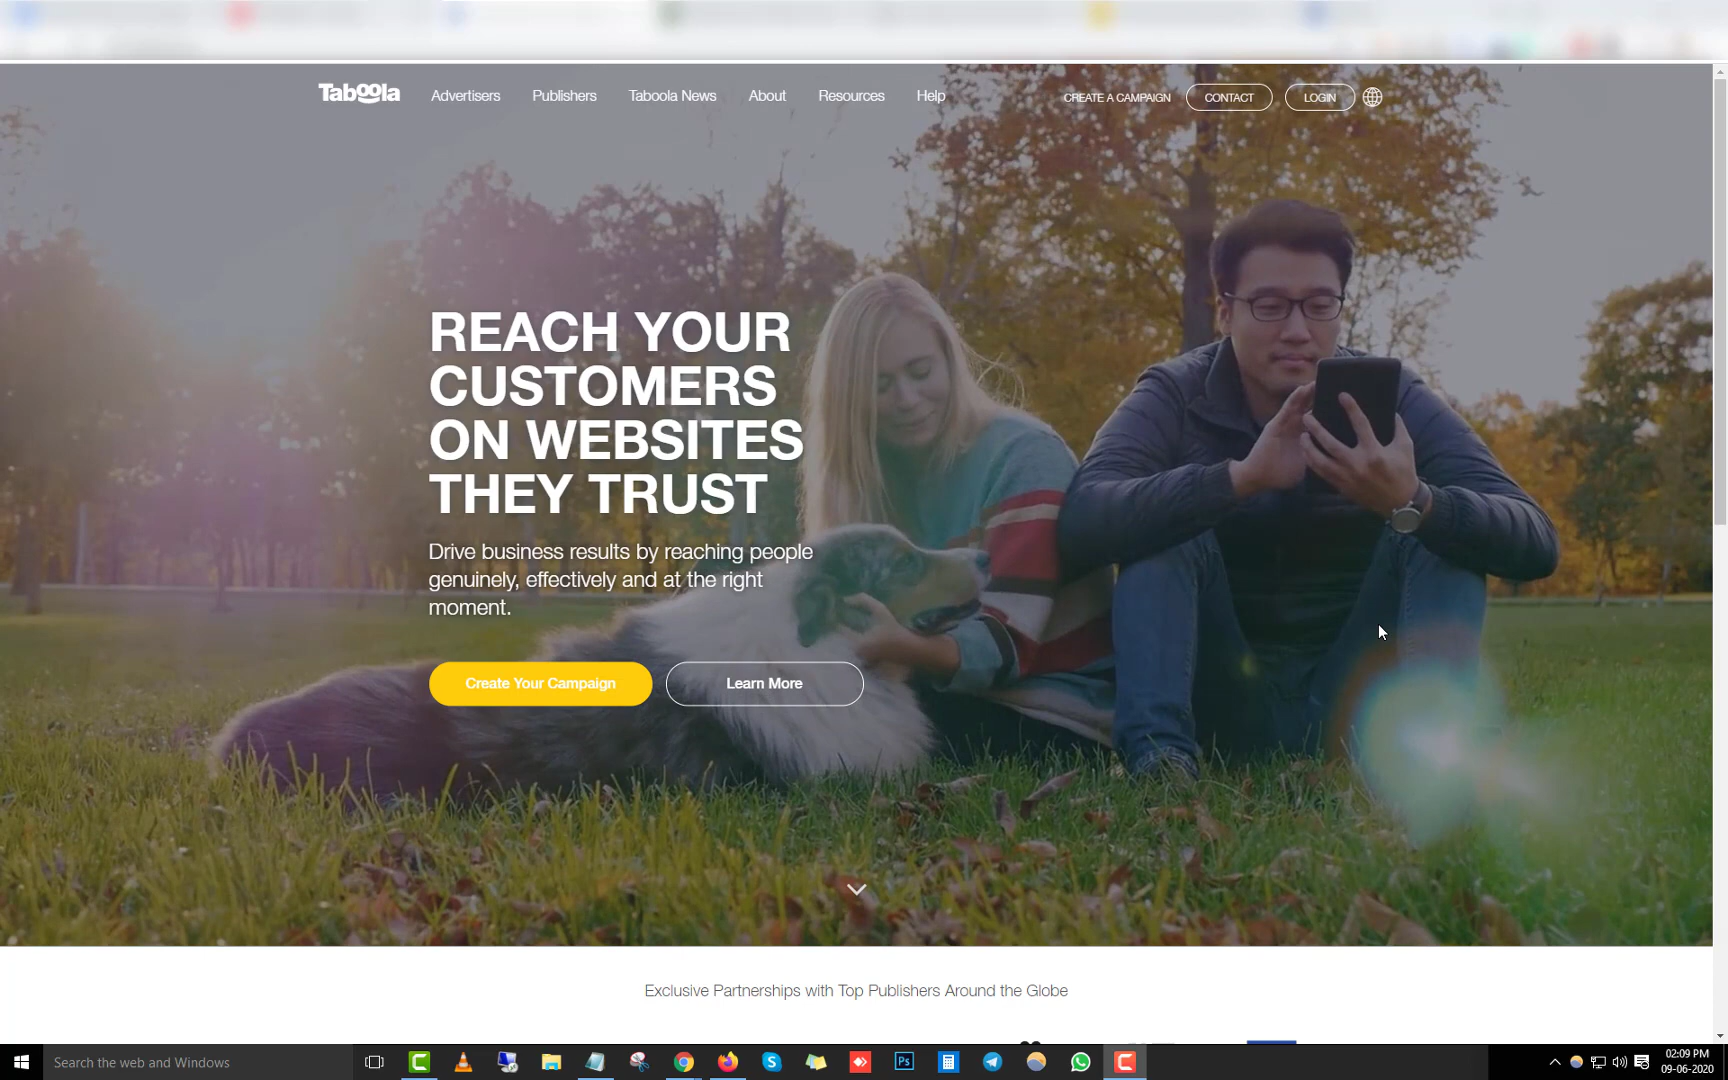 Taboola
Advertisers
Publishers
Taboola News
About
Resources
Help
CREATE A CAMPAIGN
CONTACT
LOGIN
REACH YOUR
CUSTOMERS
ON WEBSITES
THEY TRUST
Drive business results by reaching people
genuinely, effectively and at the right
moment.
Create Your Campaign
Learn More
Exclusive Partnerships with Top Publishers Around the Globe
Search the web and Windows
Ps
02:09 PM
09-06-2020